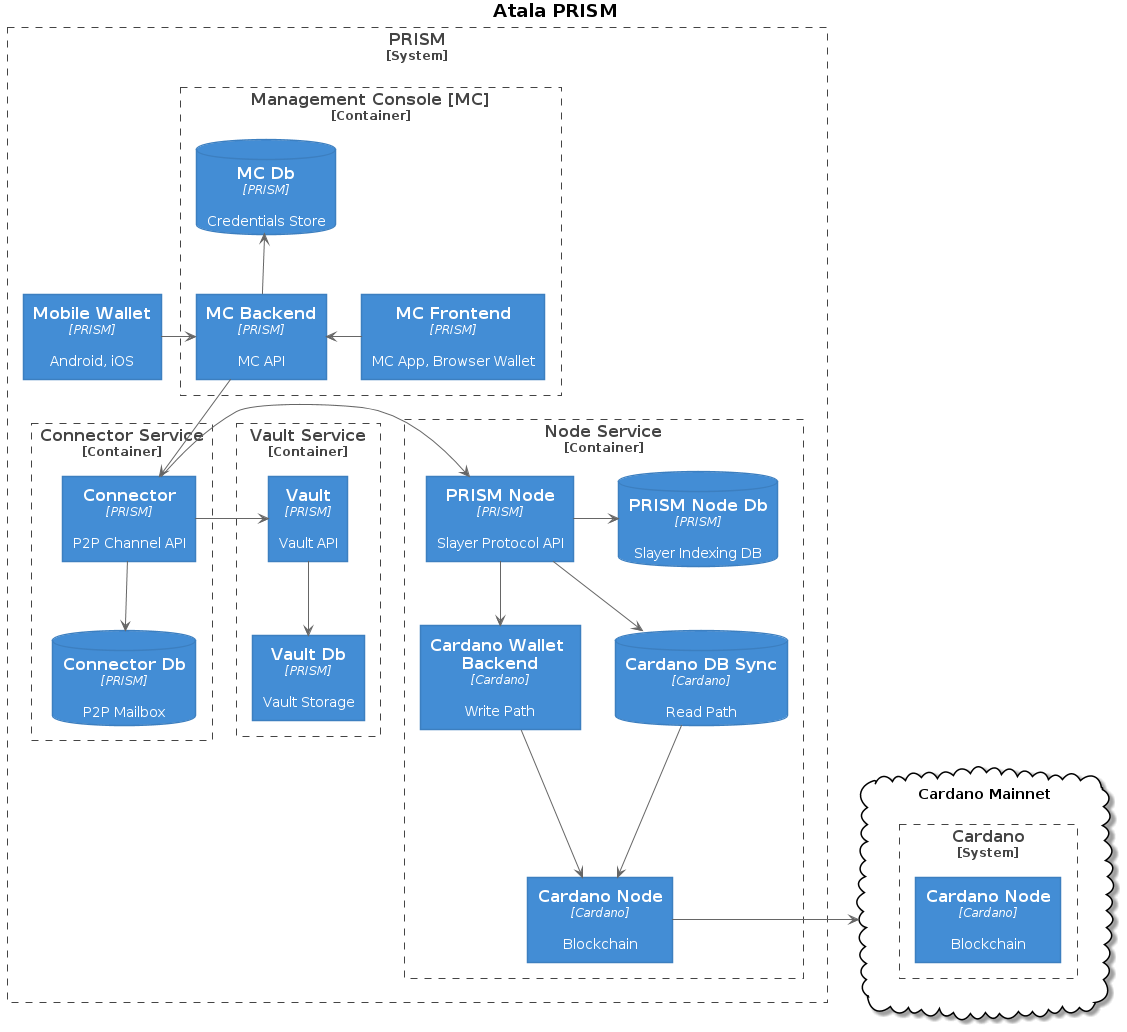 Atala PRISM
PRISM
[System]
Management Console [MC]
[Container]
MC Db
[PRISM]
Credentials Store
Mobile Wallet
[PRISM]
Android, iOS
MC Backend
[PRISM]
MC API
MC Frontend
[PRISM]
MC App, Browser Wallet
Connector Service
[Container]
Connector
[PRISM]
P2P Channel API
Connector Db
[PRISM]
P2P Mailbox
Vault Service
[Container]
Vault
[PRISM]
Vault API
Vault Db
[PRISM]
Vault Storage
Node Service
[Container]
PRISM Node
[PRISM]
Slayer Protocol API
PRISM Node Db
[PRISM]
Slayer Indexing DB
Cardano Wallet
Backend
[Cardano]
Write Path
Cardano DB Sync
[Cardano]
Read Path
Cardano Node
[Cardano]
Blockchain
Cardano Mainnet
Cardano
[System]
Cardano Node
[Cardano]
Blockchain